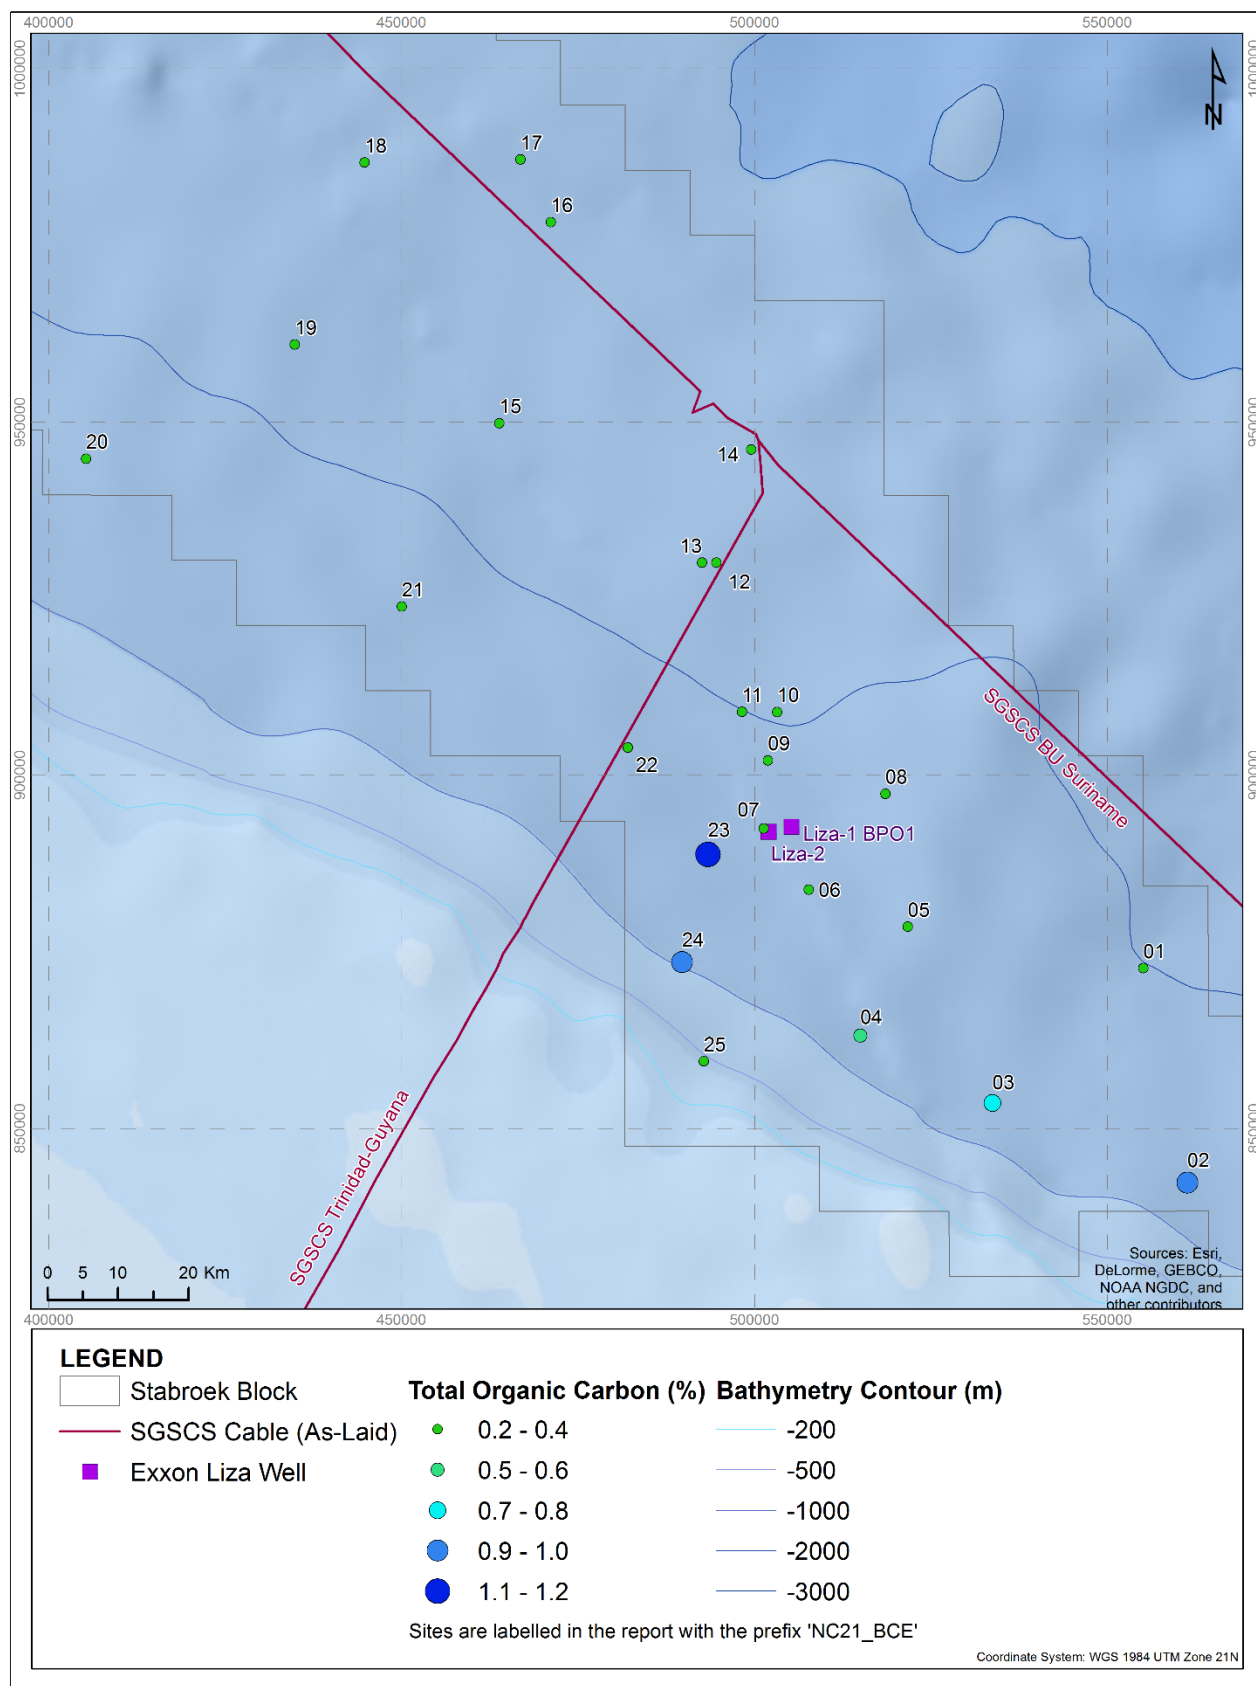 400000 450000 500000 550000
1000000 1000000
N
17
18
16
19
15
950000 950000
20
14
13
12
21
11 10
09
22
SGSCS BU Suriname
900000 900000
08
07
23
Liza-1 BPO1
Liza-2
06
05
24
01
04
25
03
SGSCS Trinidad-Guyana
850000 850000
02
0 5 10 20 Km
Sources: Esri,
DeLorme, GEBCO,
NOAA NGDC, and
other contributors
400000 450000 500000 550000
LEGEND
Stabroek Block
SGSCS Cable (As-Laid)
Exxon Liza Well
Total Organic Carbon (%)
0.2 - 0.4
0.5 - 0.6
0.7 - 0.8
0.9 - 1.0
1.1 - 1.2
Bathymetry Contour (m)
-200
-500
-1000
-2000
-3000
Sites are labelled in the report with the prefix 'NC21_BCE'
Coordinate System: WGS 1984 UTM Zone 21N